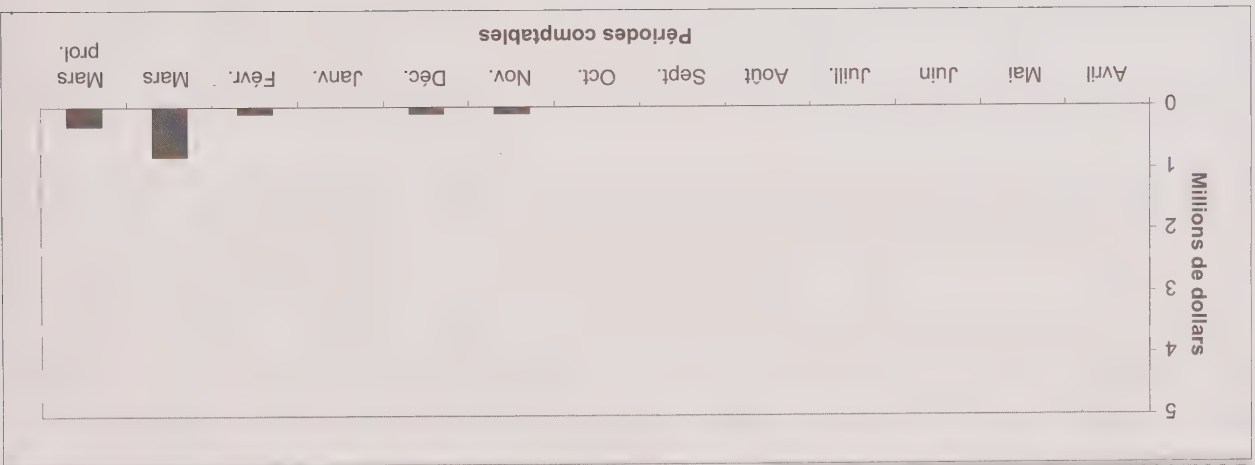 Millions de dollars
5
4
3
2
1
0
Avril Mai Juin Juill. Août Sept. Oct. Nov. Déc. Janv. Févr. Mars Mars
prol.
Périodes comptables